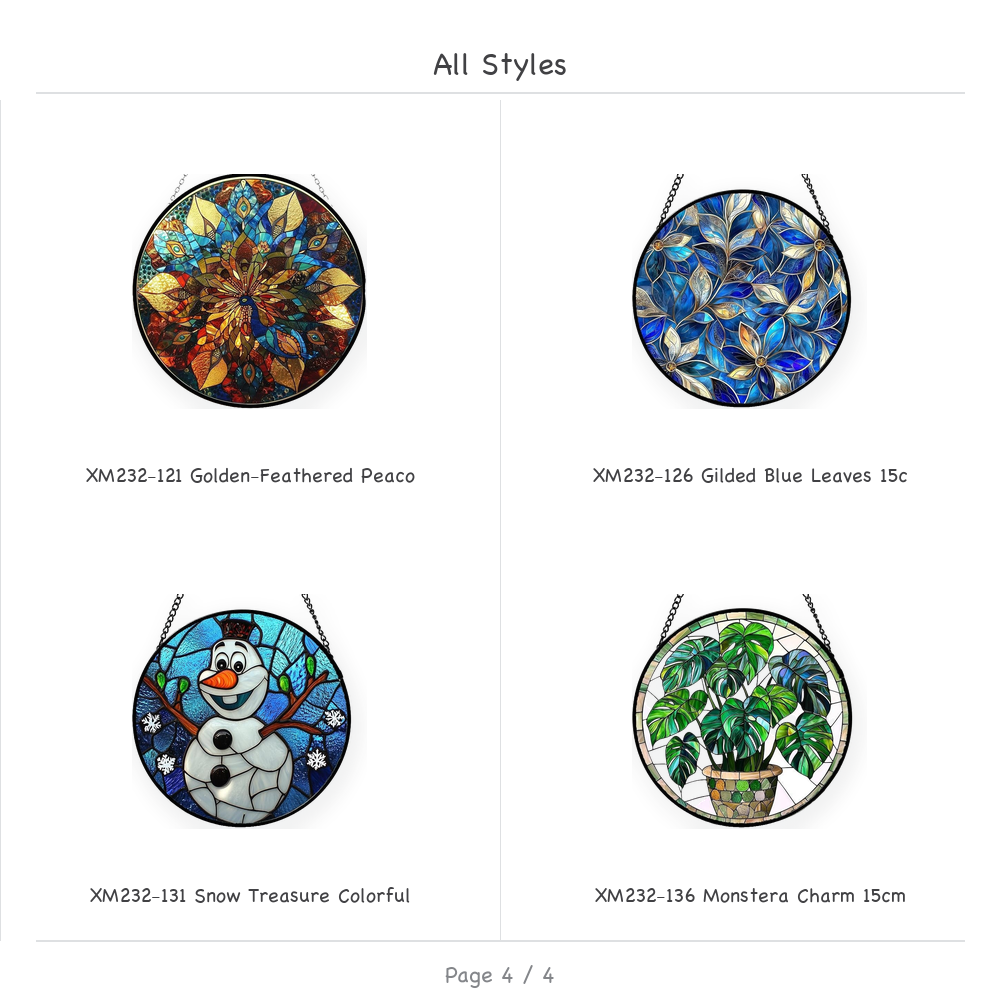 All Styles
XM232-121 Golden-Feathered Peaco
XM232-126 Gilded Blue Leaves 15c
XM232-131 Snow Treasure Colorful
XM232-136 Monstera Charm 15cm
Page 4 / 4